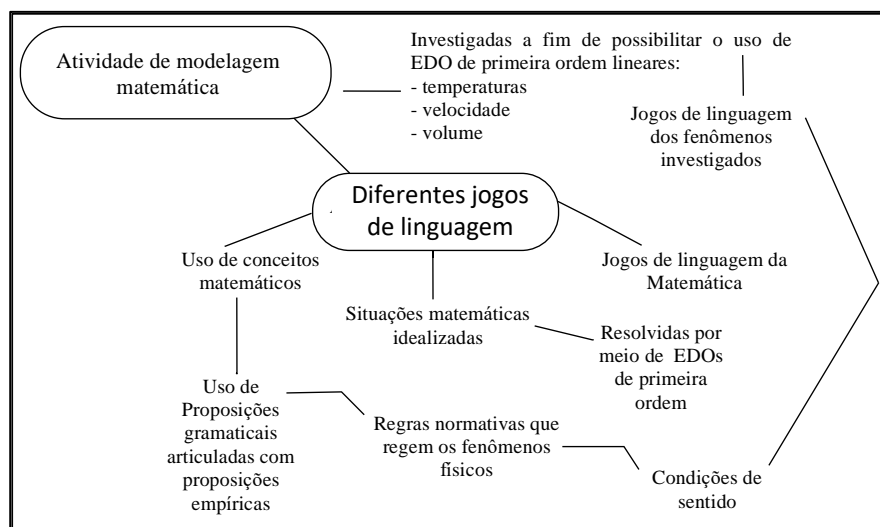 Atividade de modelagem
matemática
Investigadas a fim de possibilitar o uso de
EDO de primeira ordem lineares:
- temperaturas
- velocidade
- volume
Jogos de linguagem
dos fenômenos
investigados
Diferentes jogos
de linguagem
Uso de conceitos
matemáticos
Jogos de linguagem da
Matemática
Situações matemáticas
idealizadas
Resolvidas por
meio de EDOs
de primeira
ordem
Uso de
Proposições
gramaticais
articuladas com
proposições
empíricas
Regras normativas que
regem os fenômenos
físicos
Condições de
sentido